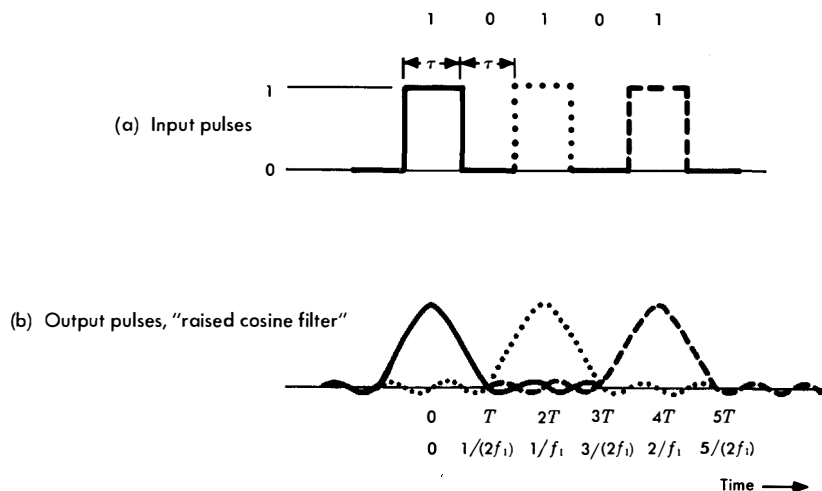 1 0 1 0 1
τ τ
1
(a) Input pulses
0
(b) Output pulses, "raised cosine filter"
0 T 2T 3T 4T 5T
0 1/(2f₁) 1/f₁ 3/(2f₁) 2/f₁ 5/(2f₁)
Time